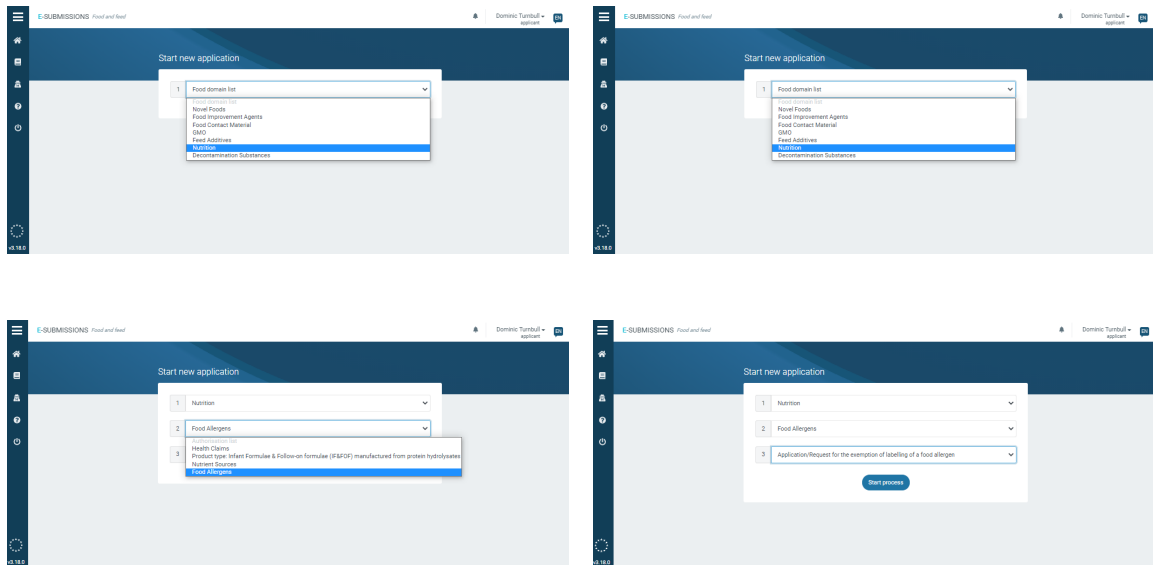 E-SUBMISSIONS Food and feed
Dominic Turnbull
applicant
EN
Start new application
1 Food domain list
Food domain list
Novel Foods
Food Improvement Agents
Food Contact Material
GMO
Feed Additives
Nutrition
Decontamination Substances
v3.18.0
E-SUBMISSIONS Food and feed
Dominic Turnbull
applicant
EN
Start new application
1 Food domain list
Food domain list
Novel Foods
Food Improvement Agents
Food Contact Material
GMO
Feed Additives
Nutrition
Decontamination Substances
v3.18.0
E-SUBMISSIONS Food and feed
Dominic Turnbull
applicant
EN
Start new application
1 Nutrition
2 Food Allergens
Authorisation list
Health Claims
3 Product type: Infant Formulae & Follow-on formulae (IF&FOF) manufactured from protein hydrolysates
Nutrient Sources
Food Allergens
v3.18.0
E-SUBMISSIONS Food and feed
Dominic Turnbull
applicant
EN
Start new application
1 Nutrition
2 Food Allergens
3 Application/Request for the exemption of labelling of a food allergen
Start process
v3.18.0